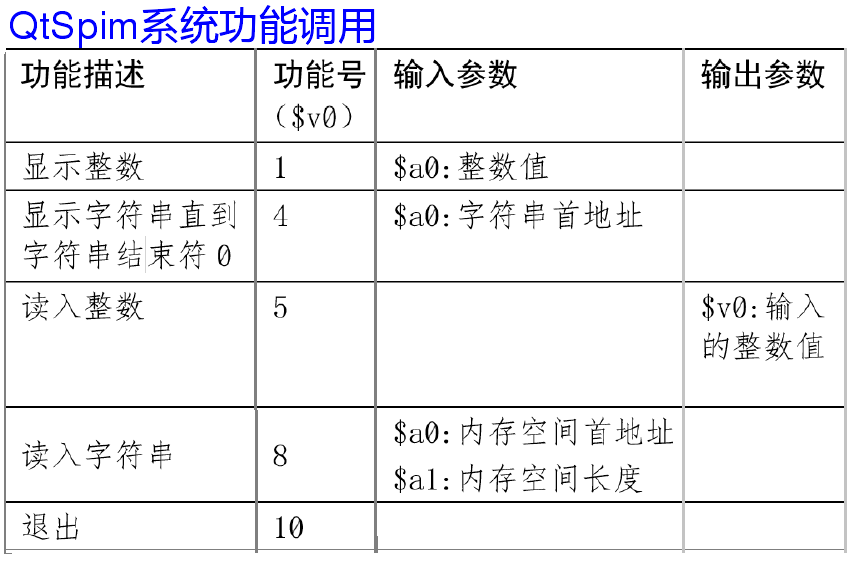 QtSpim系统功能调用
功能描述 功能号 输入参数 输出参数
($v0)
显示整数 1 $a0:整数值
显示字符串直到 4 $a0:字符串首地址
字符串结束符 0
读入整数 5 $v0:输入
的整数值
$a0:内存空间首地址
读入字符串 8
$a1:内存空间长度
退出 10